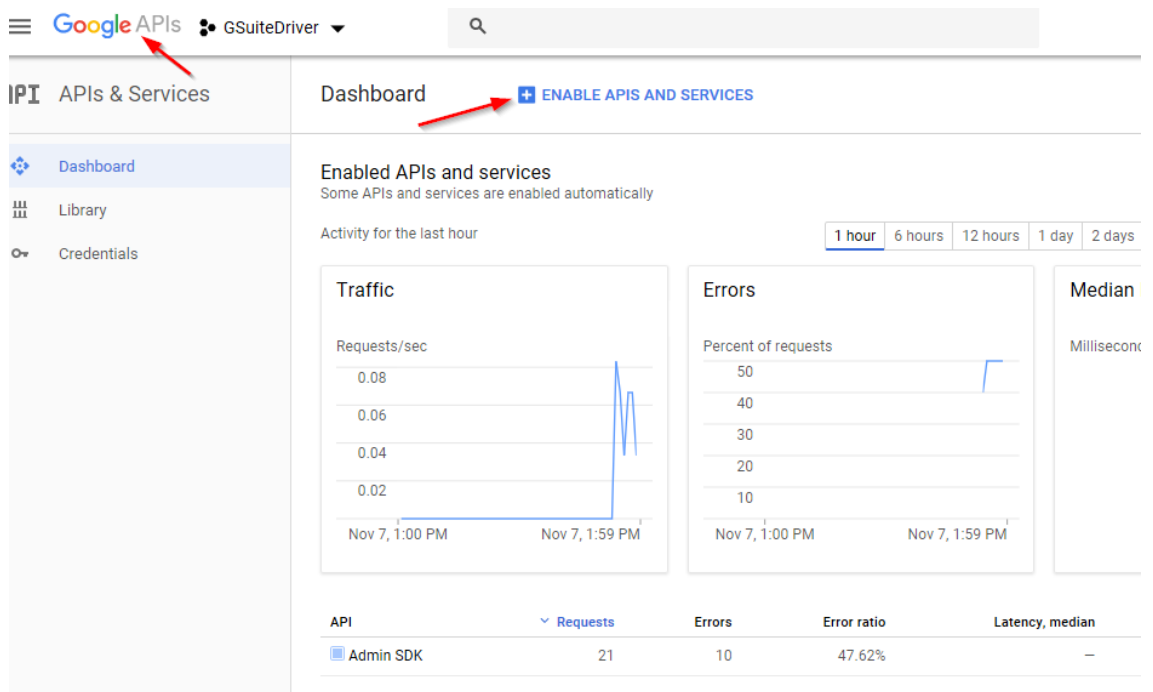 Google APIs GSuiteDriver
API APIs & Services
Dashboard ENABLE APIS AND SERVICES
Dashboard
Library
Credentials
Enabled APIs and services
Some APIs and services are enabled automatically
Activity for the last hour
1 hour 6 hours 12 hours 1 day 2 days
Traffic
Requests/sec
0.08
0.06
0.04
0.02
Nov 7, 1:00 PM Nov 7, 1:59 PM
Errors
Percent of requests
50
40
30
20
10
Nov 7, 1:00 PM Nov 7, 1:59 PM
Median
Millisecond
API Requests Errors Error ratio Latency, median
Admin SDK 21 10 47.62% –